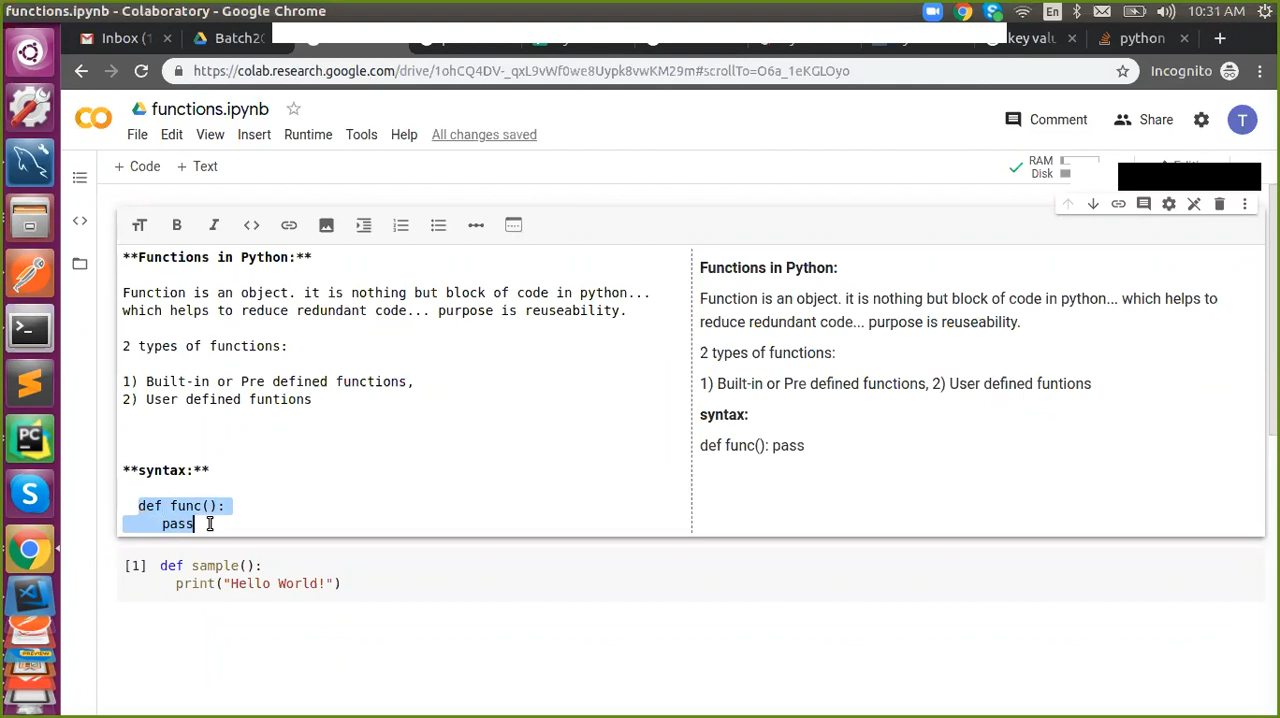 functions.ipynb - Colaboratory - Google Chrome
En
10:31 AM
Inbox (1
Batch2
key valu
python
https://colab.research.google.com/drive/1ohCQ4DV-_qxL9vWf0we8Uypk8vwKM29m#scrollTo=O6a_1eKGLOyo
Incognito
functions.ipynb
Comment
Share
T
File Edit View Insert Runtime Tools Help All changes saved
+ Code + Text
RAM
Disk
**Functions in Python:**
Function is an object. it is nothing but block of code in python...
which helps to reduce redundant code... purpose is reuseability.
2 types of functions:
1) Built-in or Pre defined functions,
2) User defined funtions
**syntax:**
def func():
pass
Functions in Python:
Function is an object. it is nothing but block of code in python... which helps to
reduce redundant code... purpose is reuseability.
2 types of functions:
1) Built-in or Pre defined functions, 2) User defined funtions
syntax:
def func(): pass
[1] def sample():
print("Hello World!")